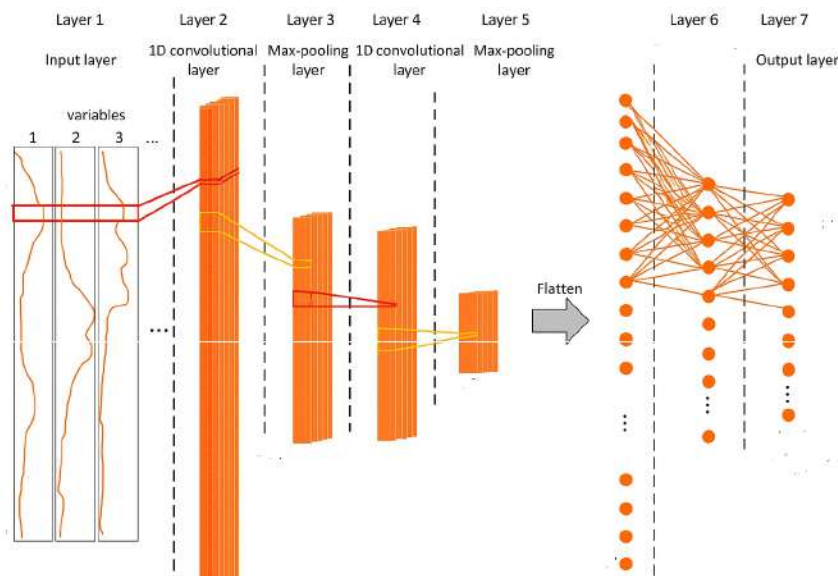 Layer 1
Layer 2
Layer 3
Layer 4
Layer 5
Layer 6
Layer 7
Input layer
1D convolutional
layer
Max-pooling
layer
1D convolutional
layer
Max-pooling
layer
Output layer
variables
1 2 3 ...
...
Flatten